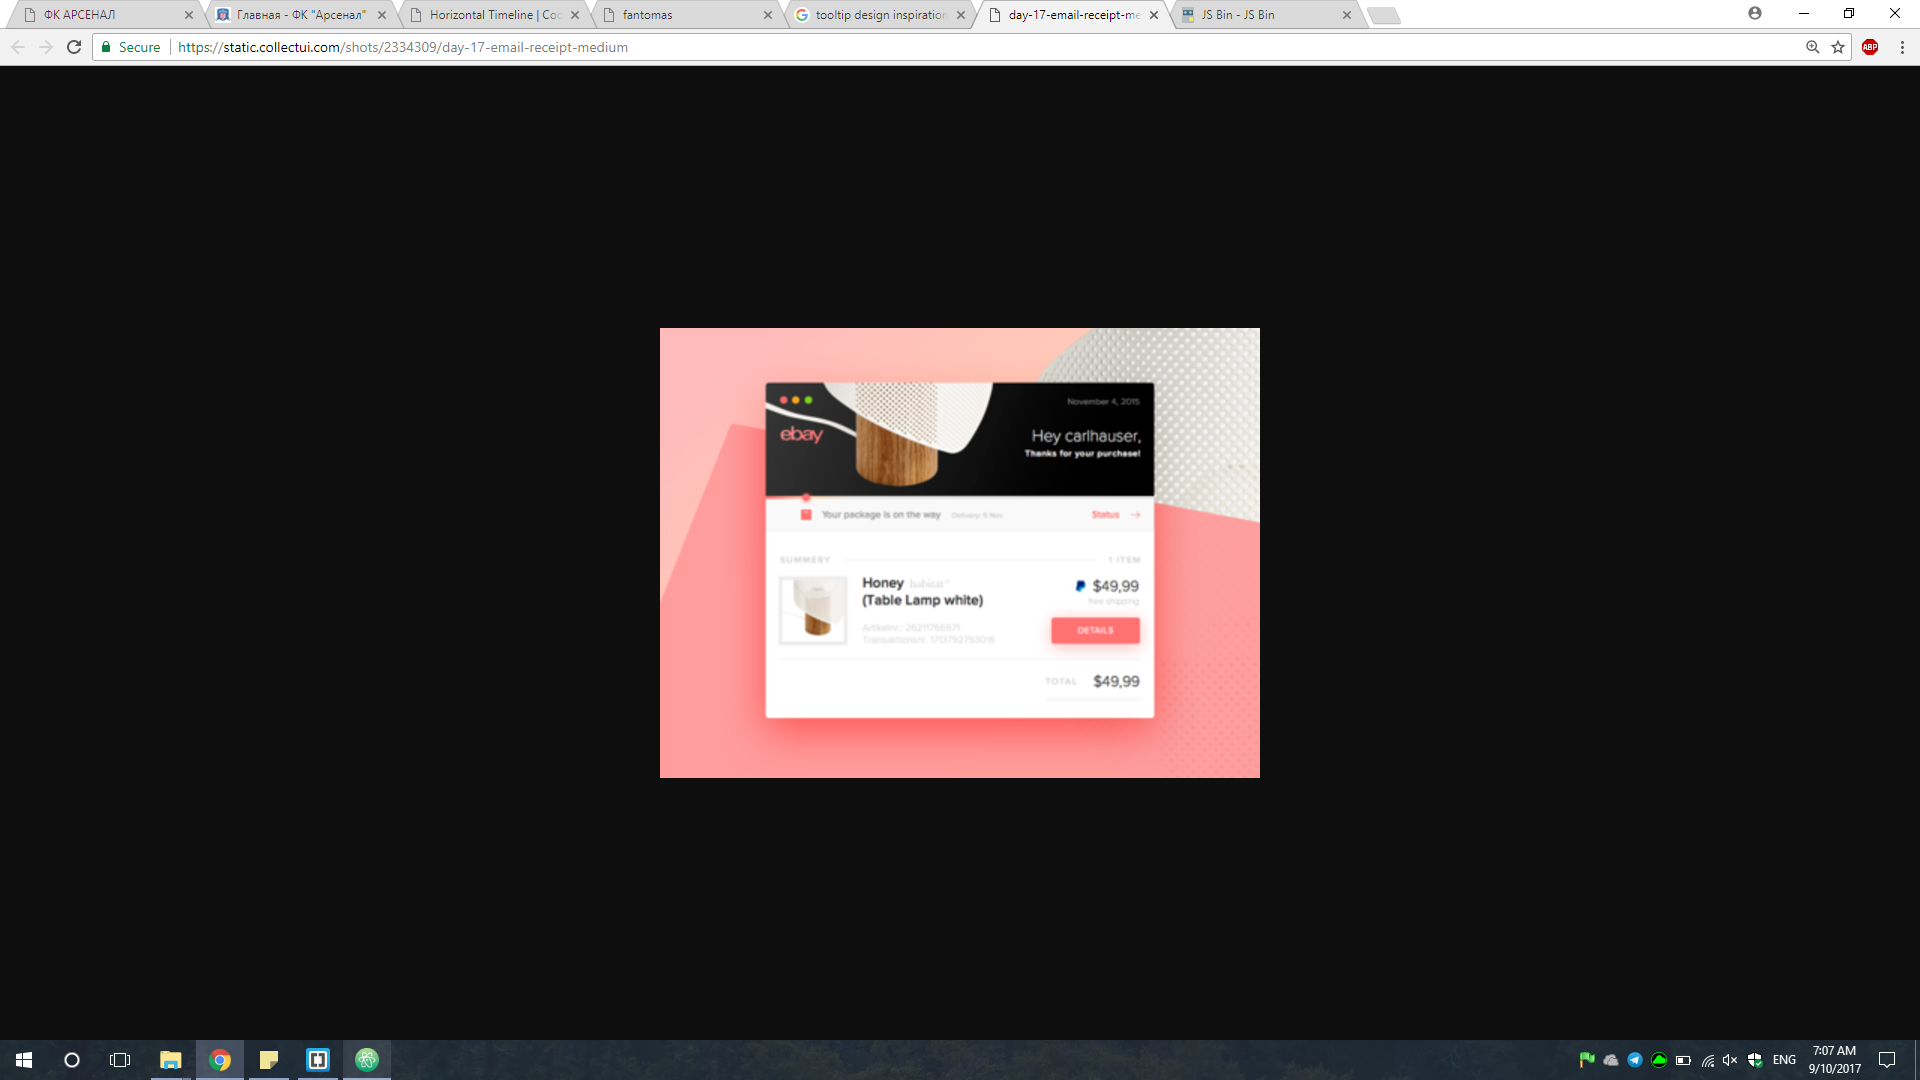 ФК АРСЕНАЛ
Главная - ФК "Арсенал"
Horizontal Timeline | Coc
fantomas
tooltip design inspiration
day-17-email-receipt-me
JS Bin - JS Bin
Secure
https://static.collectui.com/shots/2334309/day-17-email-receipt-medium
ABP
November 4, 2015
ebay
Hey carlhauser,
Thanks for your purchase!
Your package is on the way
Delivery: 5 Nov
Status
SUMMERY
1 ITEM
Honey habitat
(Table Lamp white)
$49,99
free shipping
Artikelnr.: 26211766571
Transaktionsnr.: 1713792753016
DETAILS
TOTAL $49,99
ENG
7:07 AM
9/10/2017